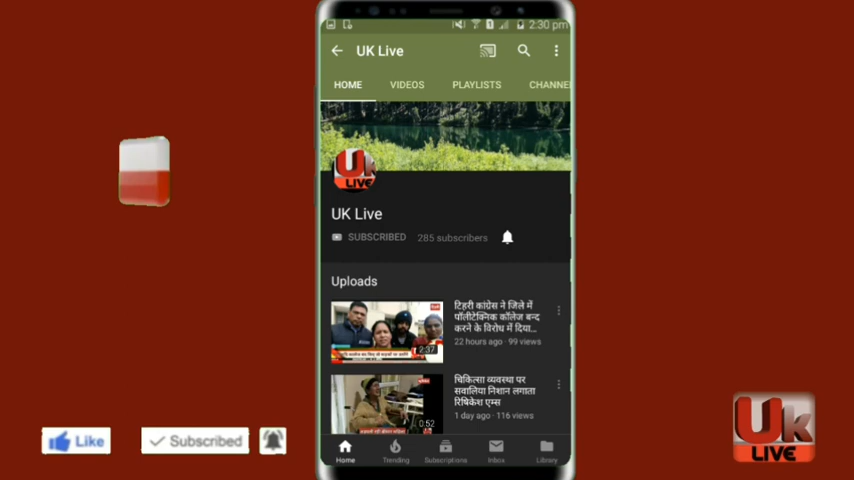 2:30 pm
UK Live
HOME VIDEOS PLAYLISTS CHANNE
Uk
LIVE
UK Live
SUBSCRIBED 285 subscribers
Uploads
टिहरी कांग्रेस ने जिले में
पॉलीटेक्निक कॉलेज बन्द
करने के विरोध में दिया...
22 hours ago · 99 views
2:37
चिकित्सा व्यवस्था पर
सवालिया निशान लगाता
रिषिकेश एम्स
1 day ago · 116 views
0:52
Home Trending Subscriptions Inbox Library
Like
Subscribed
Uk
LIVE